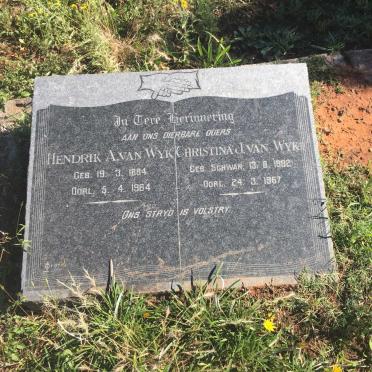 In Tere Herinnering
AAN ONS DIERBARE OUERS
HENDRIK A. VAN WYK
GEB. 19. 3. 1884
OORL. 5. 4. 1964
CHRISTINA J. VAN WYK
GEB. SCHWAN, 13. 8. 1902
OORL. 24. 3. 1967
ONS STRYD IS VOLSTRY.